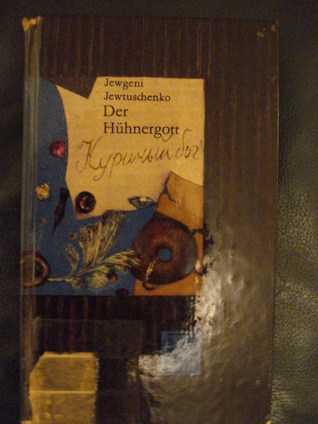 Jewgeni
Jewtuschenko
Der
Hühnergott
Куриный бог